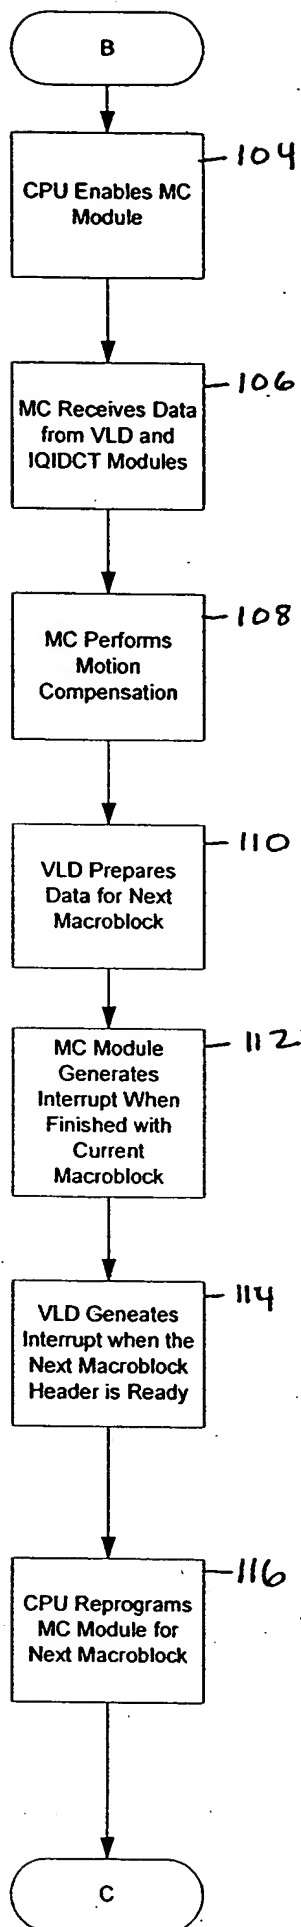 B
CPU Enables MC
Module
104
MC Receives Data
from VLD and
IQIDCT Modules
106
MC Performs
Motion
Compensation
108
VLD Prepares
Data for Next
Macroblock
110
MC Module
Generates
Interrupt When
Finished with
Current
Macroblock
112
VLD Geneates
Interrupt when the
Next Macroblock
Header is Ready
114
CPU Reprograms
MC Module for
Next Macroblock
116
C